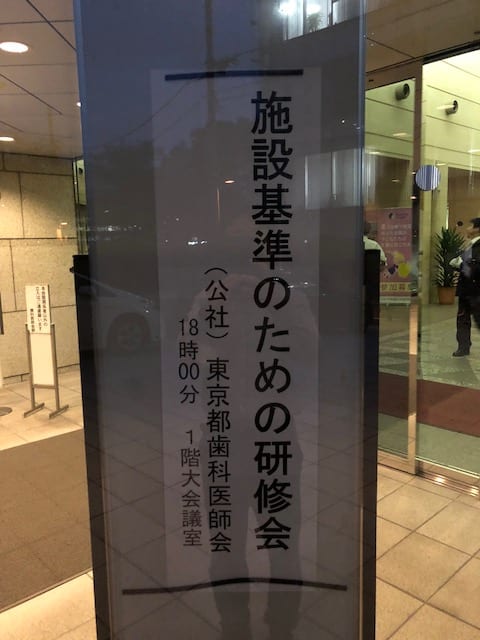 施設基準のための研修会
（公社）東京都歯科医師会
18時00分　1階大会議室